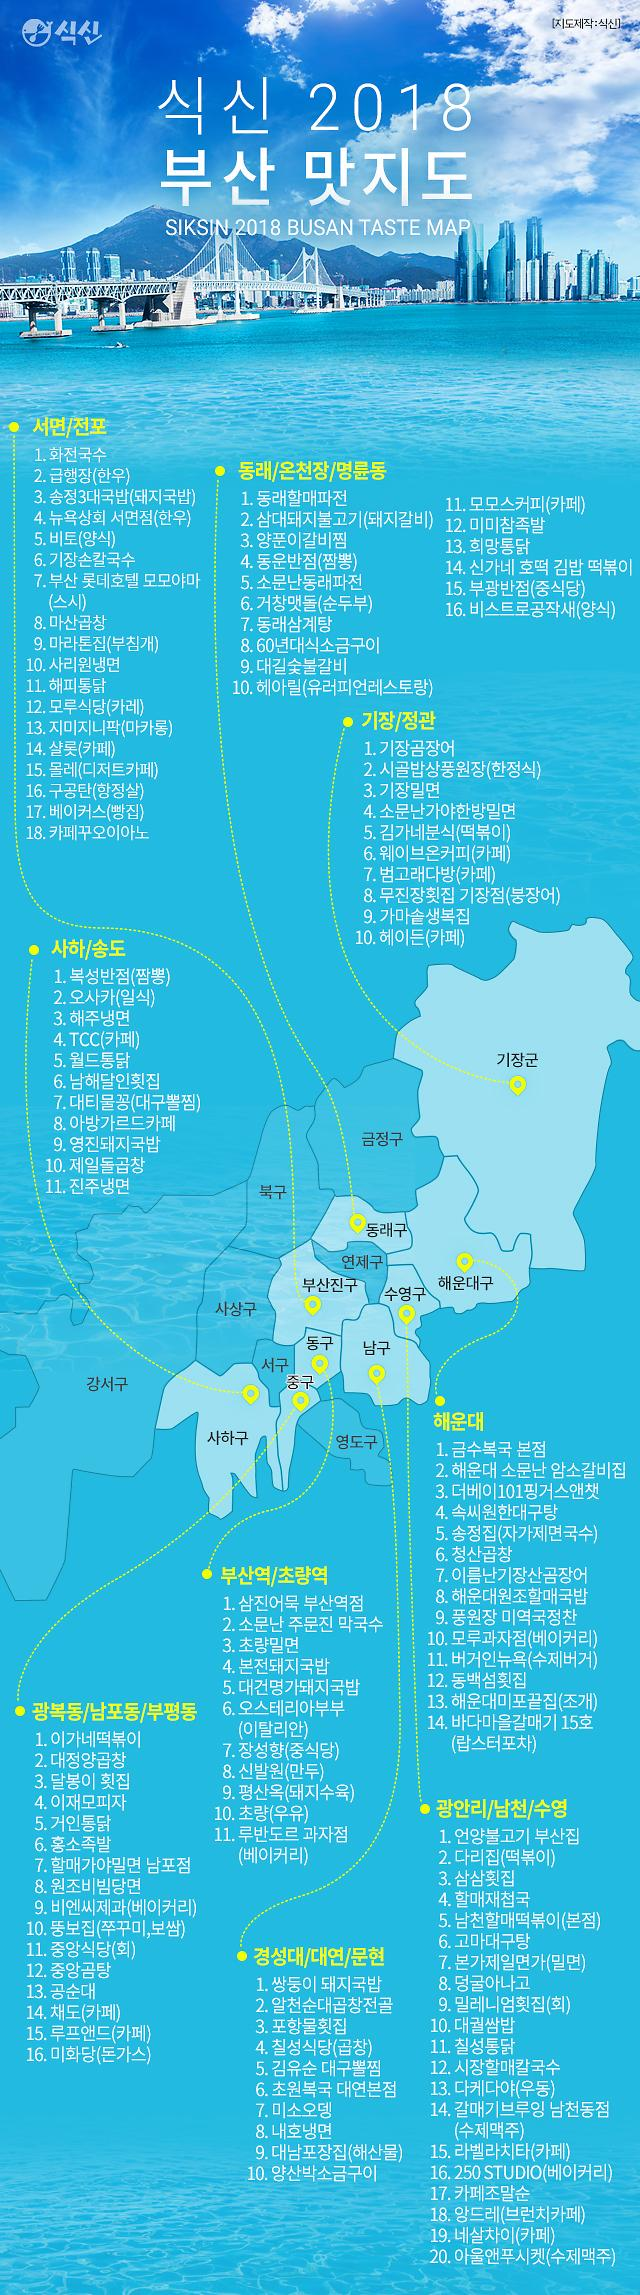 식신
[지도제작:식신]
식신 2018
부산 맛지도
SIKSIN 2018 BUSAN TASTE MAP
서면/전포
1. 화전국수
2. 급행장(한우)
3. 송정3대국밥(돼지국밥)
4. 뉴욕상회 서면점(한우)
5. 비토(양식)
6. 기장손칼국수
7. 부산 롯데호텔 모모야마
(스시)
8. 마산곱창
9. 마라톤집(부침개)
10. 사리원냉면
11. 해피통닭
12. 모루식당(카레)
13. 지미지니팍(마카롱)
14. 살롯(카페)
15. 몰레(디저트카페)
16. 구공탄(항정살)
17. 베이커스(빵집)
18. 카페꾸오이아노
동래/온천장/명륜동
1. 동래할매파전
2. 삼대돼지불고기(돼지갈비)
3. 양푼이갈비찜
4. 동운반점(짬뽕)
5. 소문난동래파전
6. 거창맷돌(순두부)
7. 동래삼계탕
8. 60년대식소금구이
9. 대길숯불갈비
10. 헤아릴(유러피언레스토랑)
11. 모모스커피(카페)
12. 미미참족발
13. 희망통닭
14. 신가네 호떡 김밥 떡볶이
15. 부광반점(중식당)
16. 비스트로공작새(양식)
기장/정관
1. 기장곰장어
2. 시골밥상풍원장(한정식)
3. 기장밀면
4. 소문난가야한방밀면
5. 김가네분식(떡볶이)
6. 웨이브온커피(카페)
7. 범고래다방(카페)
8. 무진장횟집 기장점(붕장어)
9. 가마솥생복집
10. 헤이든(카페)
사하/송도
1. 복성반점(짬뽕)
2. 오사카(일식)
3. 해주냉면
4. TCC(카페)
5. 월드통닭
6. 남해달인횟집
7. 대티물꽁(대구뽈찜)
8. 아방가르드카페
9. 영진돼지국밥
10. 제일돌곱창
11. 진주냉면
기장군
금정구
북구
동래구
연제구
해운대구
부산진구
수영구
사상구
동구
남구
서구
중구
강서구
사하구
영도구
해운대
1. 금수복국 본점
2. 해운대 소문난 암소갈비집
3. 더베이101핑거스앤챗
4. 속씨원한대구탕
5. 송정집(자가제면국수)
6. 청산곱창
7. 이름난기장산곰장어
8. 해운대원조할매국밥
9. 풍원장 미역국정찬
10. 모루과자점(베이커리)
11. 버거인뉴욕(수제버거)
12. 동백섬횟집
13. 해운대미포끝집(조개)
14. 바다마을갈매기 15호
(랍스터포차)
부산역/초량역
1. 삼진어묵 부산역점
2. 소문난 주문진 막국수
3. 초량밀면
4. 본전돼지국밥
5. 대건명가돼지국밥
6. 오스테리아부부
(이탈리안)
7. 장성향(중식당)
8. 신발원(만두)
9. 평산옥(돼지수육)
10. 초량(우유)
11. 루반도르 과자점
(베이커리)
광복동/남포동/부평동
1. 이가네떡볶이
2. 대정양곱창
3. 달봉이 횟집
4. 이재모피자
5. 거인통닭
6. 홍소족발
7. 할매가야밀면 남포점
8. 원조비빔당면
9. 비엔씨제과(베이커리)
10. 뚱보집(쭈꾸미,보쌈)
11. 중앙식당(회)
12. 중앙곰탕
13. 공순대
14. 채도(카페)
15. 루프앤드(카페)
16. 미화당(돈가스)
광안리/남천/수영
1. 언양불고기 부산집
2. 다리집(떡볶이)
3. 삼삼횟집
4. 할매재첩국
5. 남천할매떡볶이(본점)
6. 고마대구탕
7. 본가제일면가(밀면)
8. 덩굴아나고
9. 밀레니엄횟집(회)
10. 대궐쌈밥
11. 칠성통닭
12. 시장할매칼국수
13. 다케다야(우동)
14. 갈매기브루잉 남천동점
(수제맥주)
15. 라벨라치타(카페)
16. 250 STUDIO(베이커리)
17. 카페조말순
18. 앙드레(브런치카페)
19. 네살차이(카페)
20. 아울앤푸시켓(수제맥주)
경성대/대연/문현
1. 쌍둥이 돼지국밥
2. 알천순대곱창전골
3. 포항물횟집
4. 칠성식당(곱창)
5. 김유순 대구뽈찜
6. 초원복국 대연본점
7. 미소오뎅
8. 내호냉면
9. 대남포장집(해산물)
10. 양산박소금구이